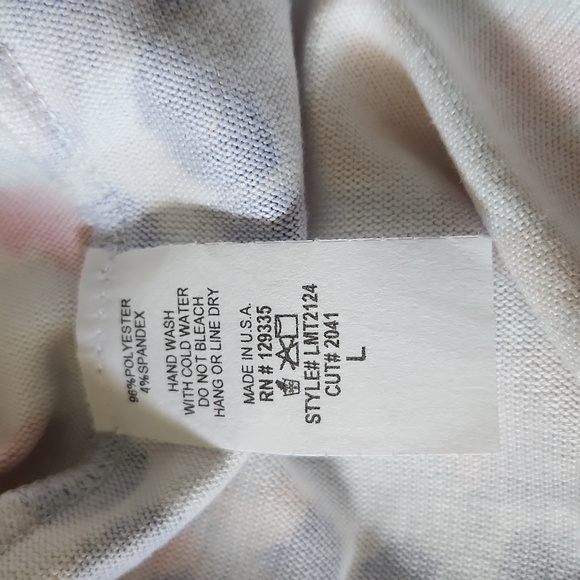 96%POLYESTER
4%SPANDEX
HAND WASH
WITH COLD WATER
DO NOT BLEACH
HANG OR LINE DRY
MADE IN U.S.A.
RN# 129335
STYLE# LMT2124
CUT# 2041
L